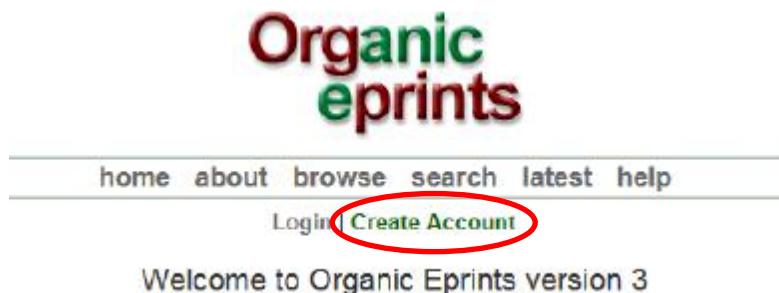 Organic
eprints
home about browse search latest help
Login | Create Account
Welcome to Organic Eprints version 3